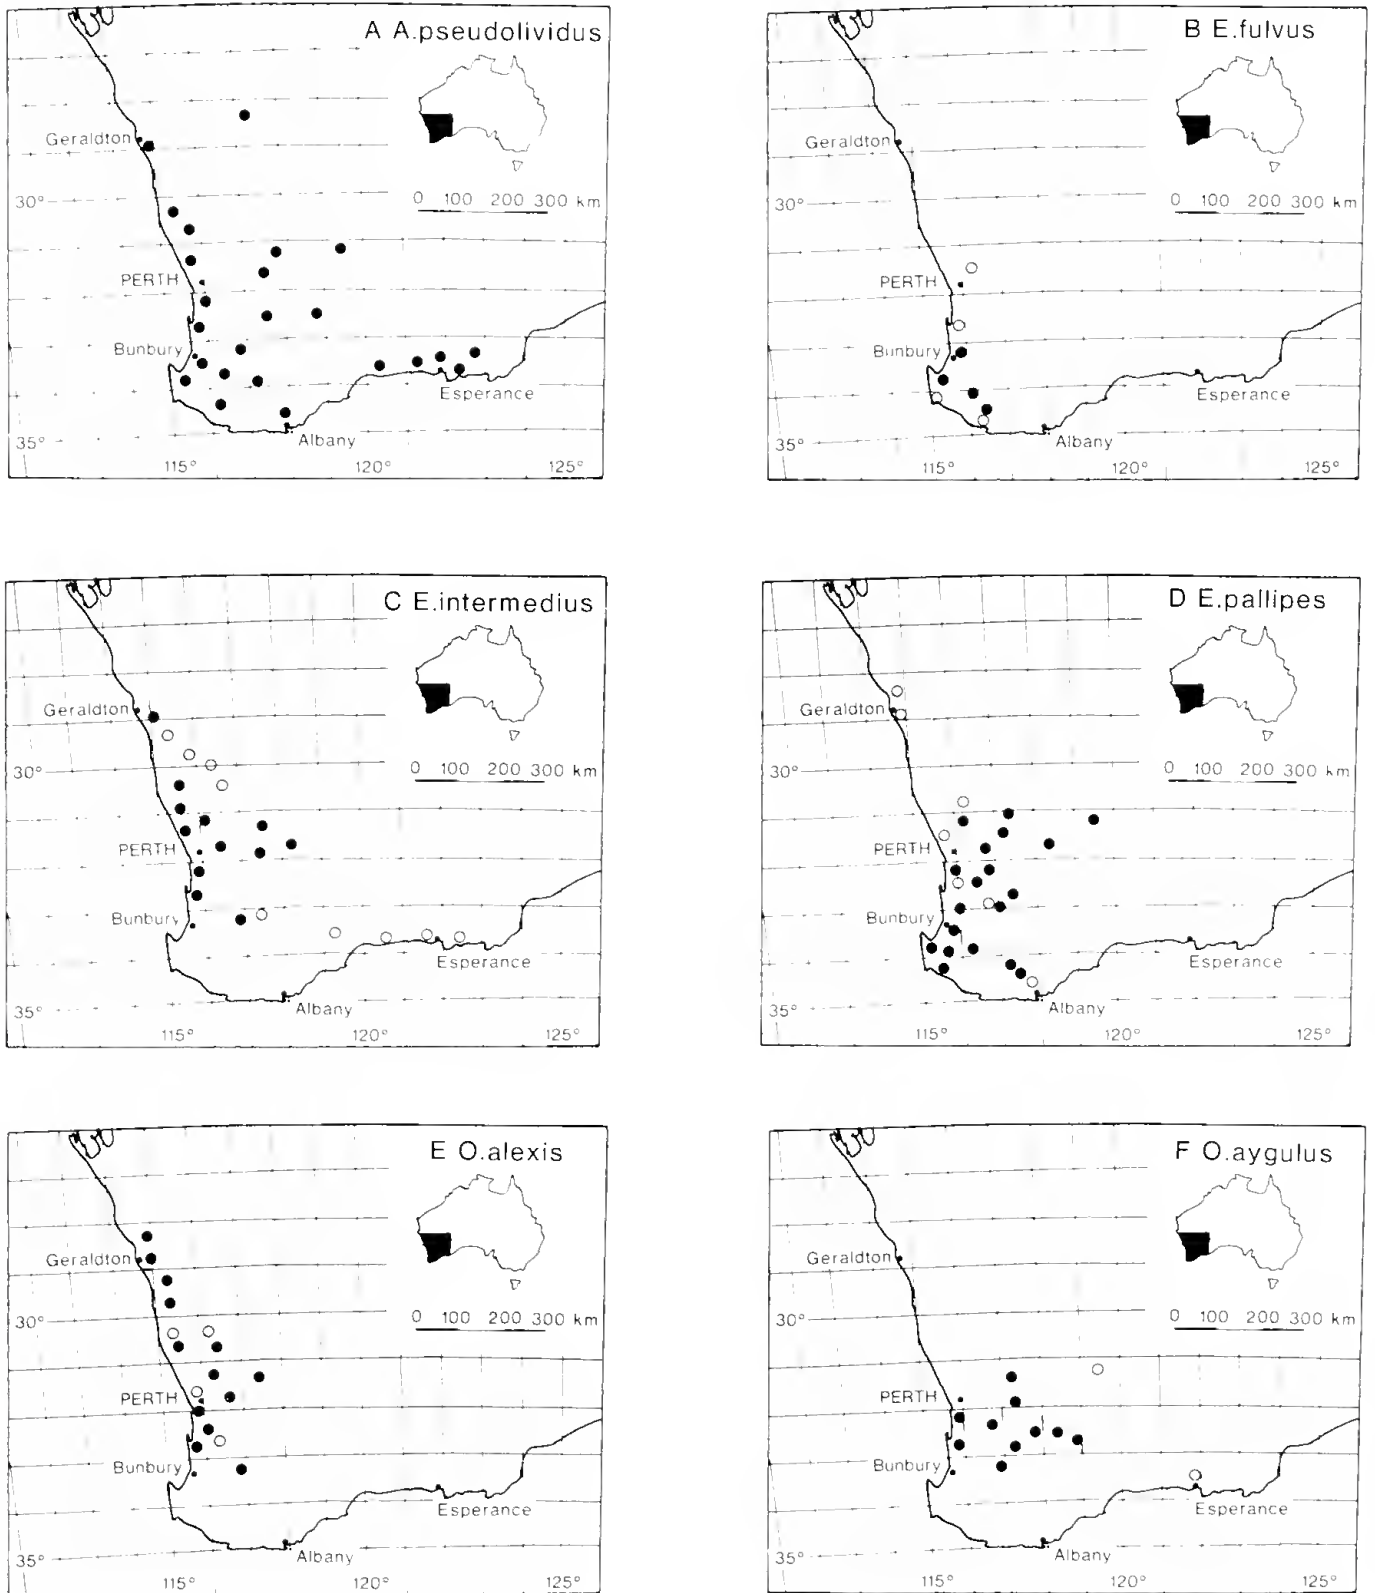 A A.pseudolividus
Geraldton
0 100 200 300 km
30°
PERTH
Bunbury
Esperance
35°
Albany
115° 120° 125°
B E.fulvus
Geraldton
0 100 200 300 km
30°
PERTH
Bunbury
Esperance
35°
Albany
115° 120° 125°
C E.intermedius
Geraldton
0 100 200 300 km
30°
PERTH
Bunbury
Esperance
35°
Albany
115° 120° 125°
D E.pallipes
Geraldton
0 100 200 300 km
30°
PERTH
Bunbury
Esperance
35°
Albany
115° 120° 125°
E O.alexis
Geraldton
0 100 200 300 km
30°
PERTH
Bunbury
Esperance
35°
Albany
115° 120° 125°
F O.aygulus
Geraldton
0 100 200 300 km
30°
PERTH
Bunbury
Esperance
35°
Albany
115° 120° 125°